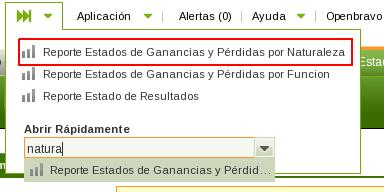 Aplicación Alertas (0) Ayuda Openbravo
Reporte Estados de Ganancias y Pérdidas por Naturaleza
Reporte Estados de Ganancias y Pérdidas por Funcion
Reporte Estado de Resultados
Abrir Rápidamente
natura
Reporte Estados de Ganancias y Pérdid...